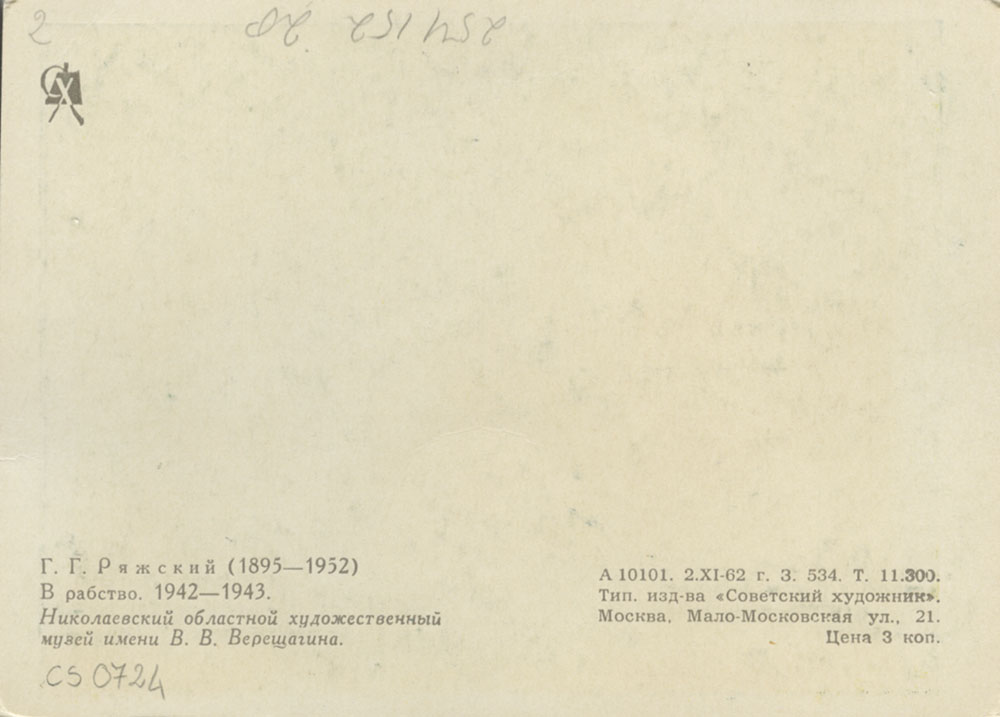 2
Г. Г. Ряжский (1895—1952)
В рабство. 1942—1943.
Николаевский областной художественный
музей имени В. В. Верещагина.
А 10101. 2.XI-62 г. З. 534. Т. 11.300.
Тип. изд-ва «Советский художник».
Москва, Мало-Московская ул., 21.
Цена 3 коп.
CS 0724